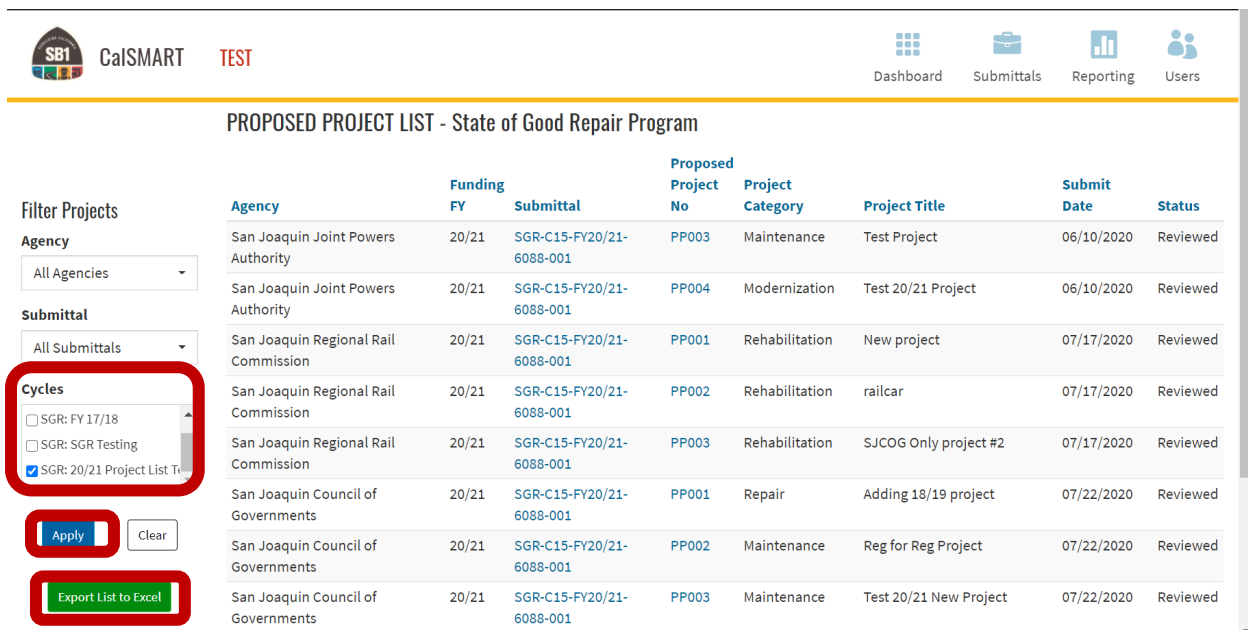 SB1
CalSMART TEST
Dashboard Submittals Reporting Users
PROPOSED PROJECT LIST - State of Good Repair Program
Filter Projects
Agency
All Agencies
Submittal
All Submittals
Cycles
SGR: FY 17/18
SGR: SGR Testing
SGR: 20/21 Project List Te
Apply Clear
Export List to Excel
Proposed
Funding Project Project Submit
Agency FY Submittal No Category Project Title Date Status
San Joaquin Joint Powers 20/21 SGR-C15-FY20/21- PP003 Maintenance Test Project 06/10/2020 Reviewed
Authority 6088-001
San Joaquin Joint Powers 20/21 SGR-C15-FY20/21- PP004 Modernization Test 20/21 Project 06/10/2020 Reviewed
Authority 6088-001
San Joaquin Regional Rail 20/21 SGR-C15-FY20/21- PP001 Rehabilitation New project 07/17/2020 Reviewed
Commission 6088-001
San Joaquin Regional Rail 20/21 SGR-C15-FY20/21- PP002 Rehabilitation railcar 07/17/2020 Reviewed
Commission 6088-001
San Joaquin Regional Rail 20/21 SGR-C15-FY20/21- PP003 Rehabilitation SJCOG Only project #2 07/17/2020 Reviewed
Commission 6088-001
San Joaquin Council of 20/21 SGR-C15-FY20/21- PP001 Repair Adding 18/19 project 07/22/2020 Reviewed
Governments 6088-001
San Joaquin Council of 20/21 SGR-C15-FY20/21- PP002 Maintenance Reg for Reg Project 07/22/2020 Reviewed
Governments 6088-001
San Joaquin Council of 20/21 SGR-C15-FY20/21- PP003 Maintenance Test 20/21 New Project 07/22/2020 Reviewed
Governments 6088-001